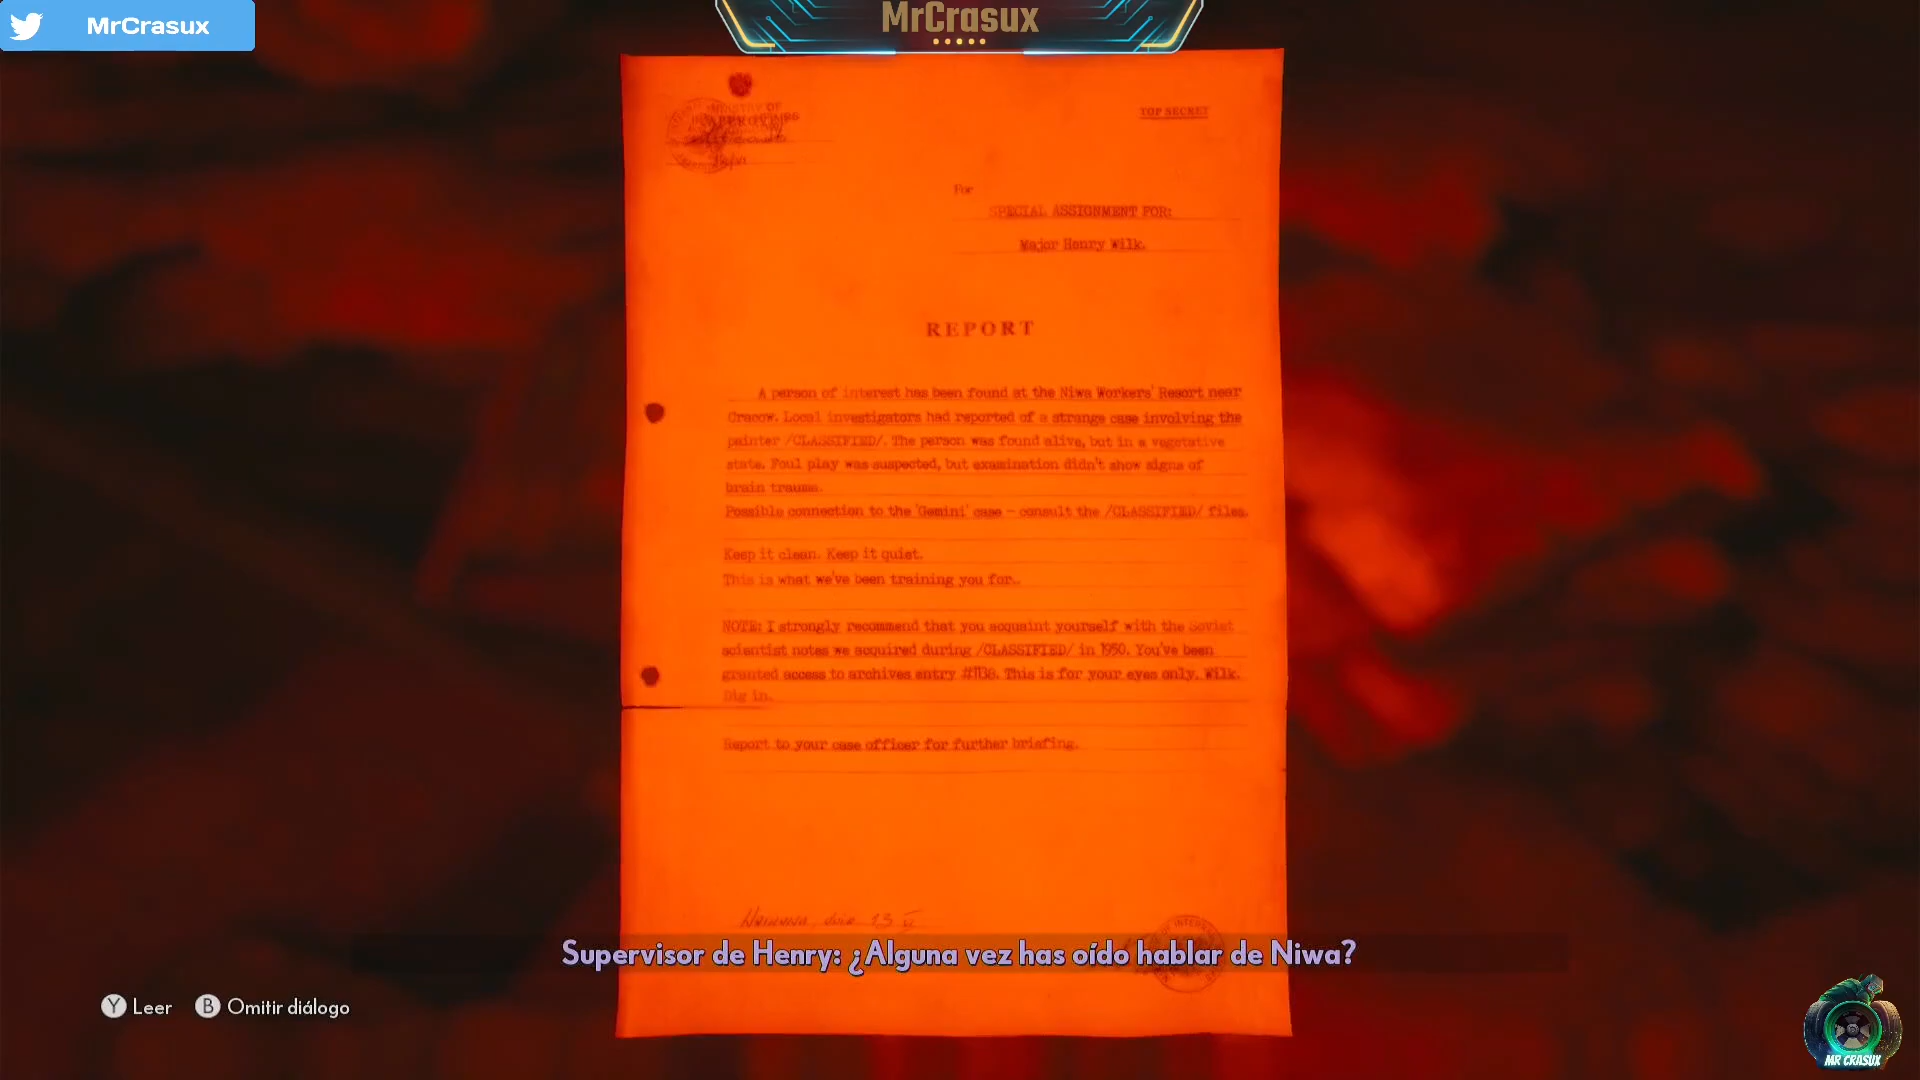 MrCrasux
MrCrasux
MINISTRY OF
TOP SECRET
For
SPECIAL ASSIGNMENT FOR:
Major Henry Wilk.
REPORT
A person of interest has been found at the Niwa Workers' Resort near
Cracow. Local investigators had reported of a strange case involving the
painter /CLASSIFIED/. The person was found alive, but in a vegetative
state. Foul play was suspected, but examination didn't show signs of
brain trauma.
Possible connection to the 'Gemini' case - consult the /CLASSIFIED/ files.
Keep it clean. Keep it quiet.
This is what we've been training you for.
NOTE: I strongly recommend that you acquaint yourself with the Soviet
scientist notes we acquired during /CLASSIFIED/ in 1950. You've been
granted access to archives entry #1136. This is for your eyes only, Wilk.
Dig in.
Report to your case officer for further briefing.
Supervisor de Henry: ¿Alguna vez has oído hablar de Niwa?
Y Leer B Omitir diálogo
MR CRASUX